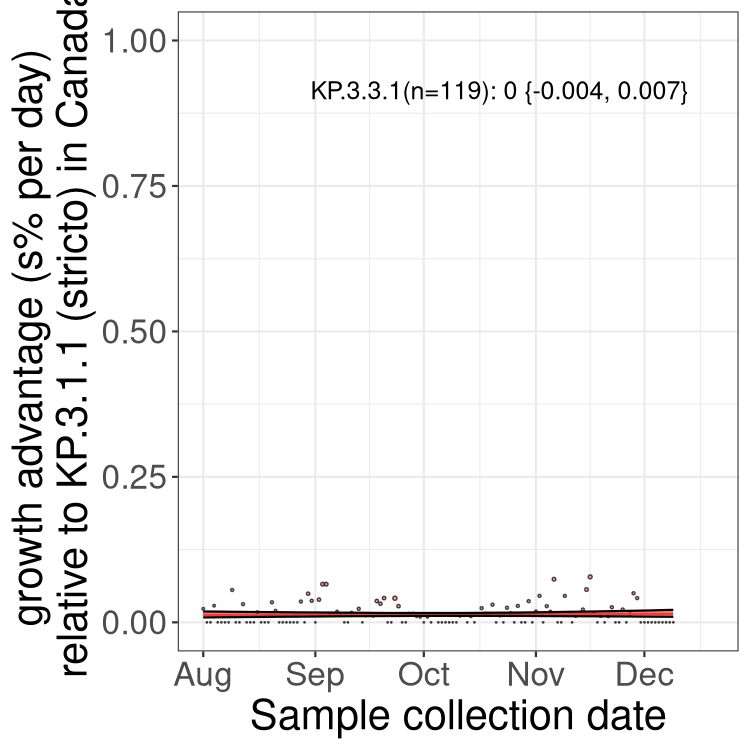 growth advantage (s% per day)
relative to KP.3.1.1 (stricto) in Canada
1.00
0.75
0.50
0.25
0.00
KP.3.3.1(n=119): 0 {-0.004, 0.007}
Aug Sep Oct Nov Dec
Sample collection date